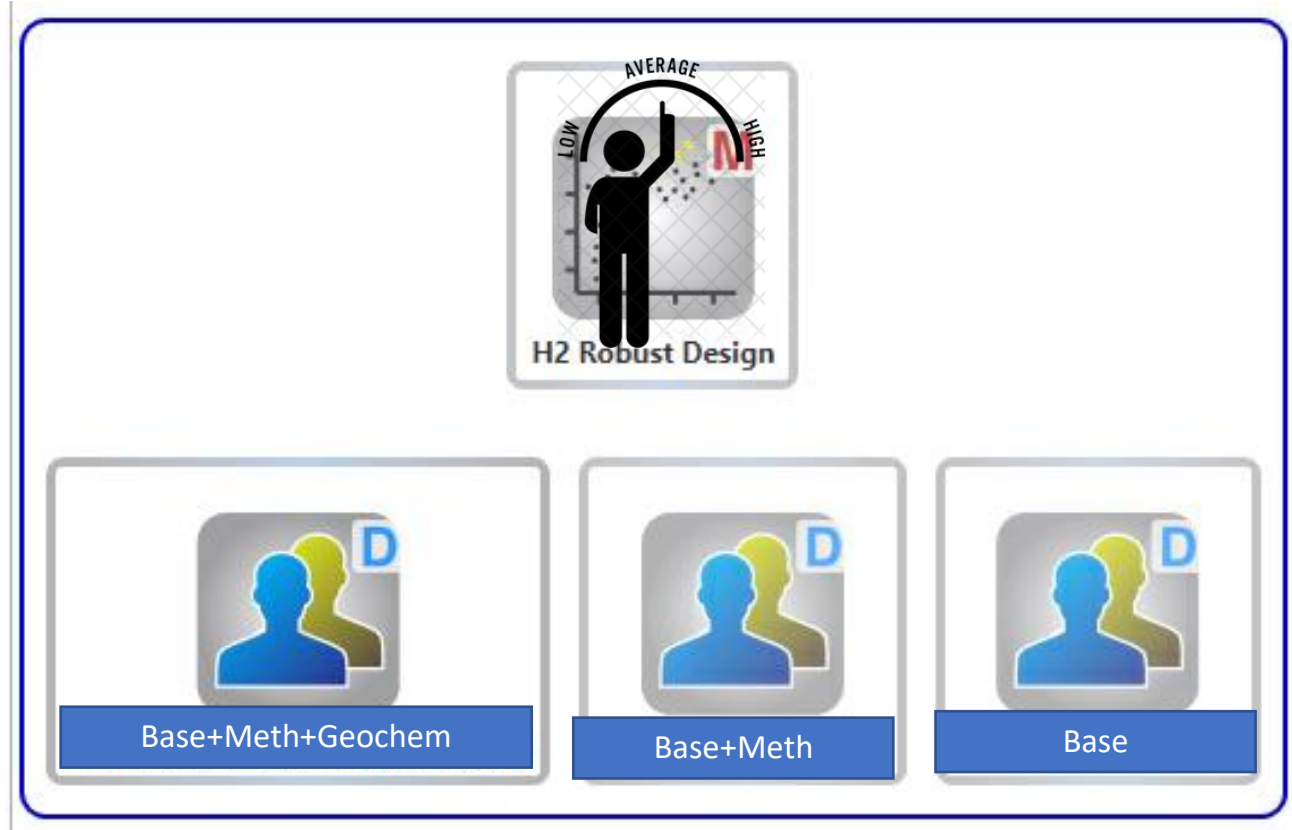 AVERAGE
LOW
HIGH
M
H2 Robust Design
D
D
D
Base+Meth+Geochem
Base+Meth
Base